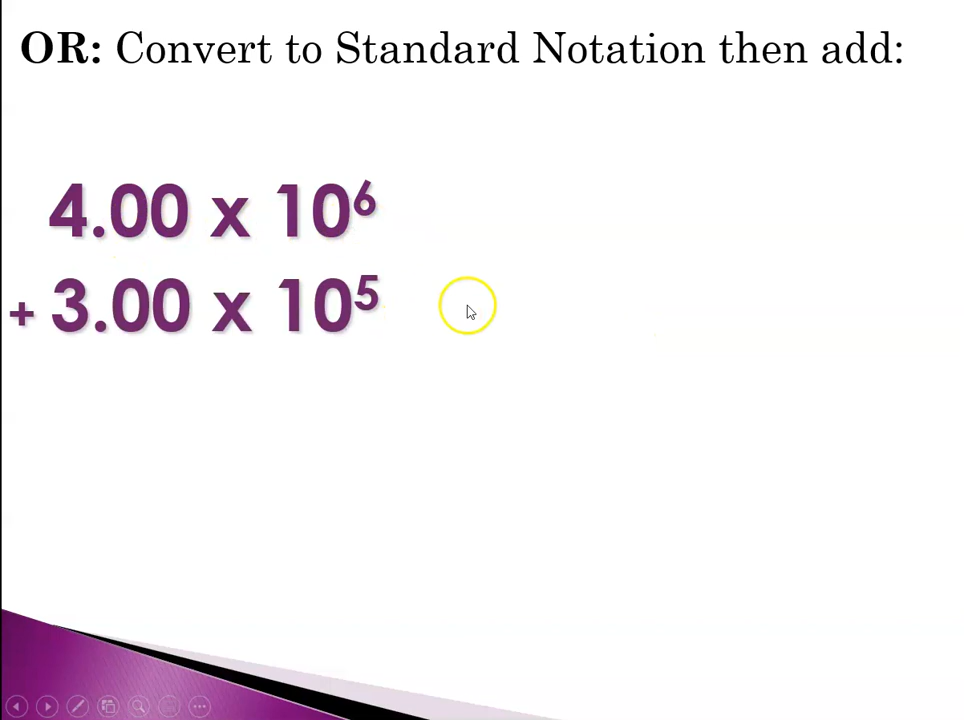 OR: Convert to Standard Notation then add:
4.00 x 10⁶
+ 3.00 x 10⁵